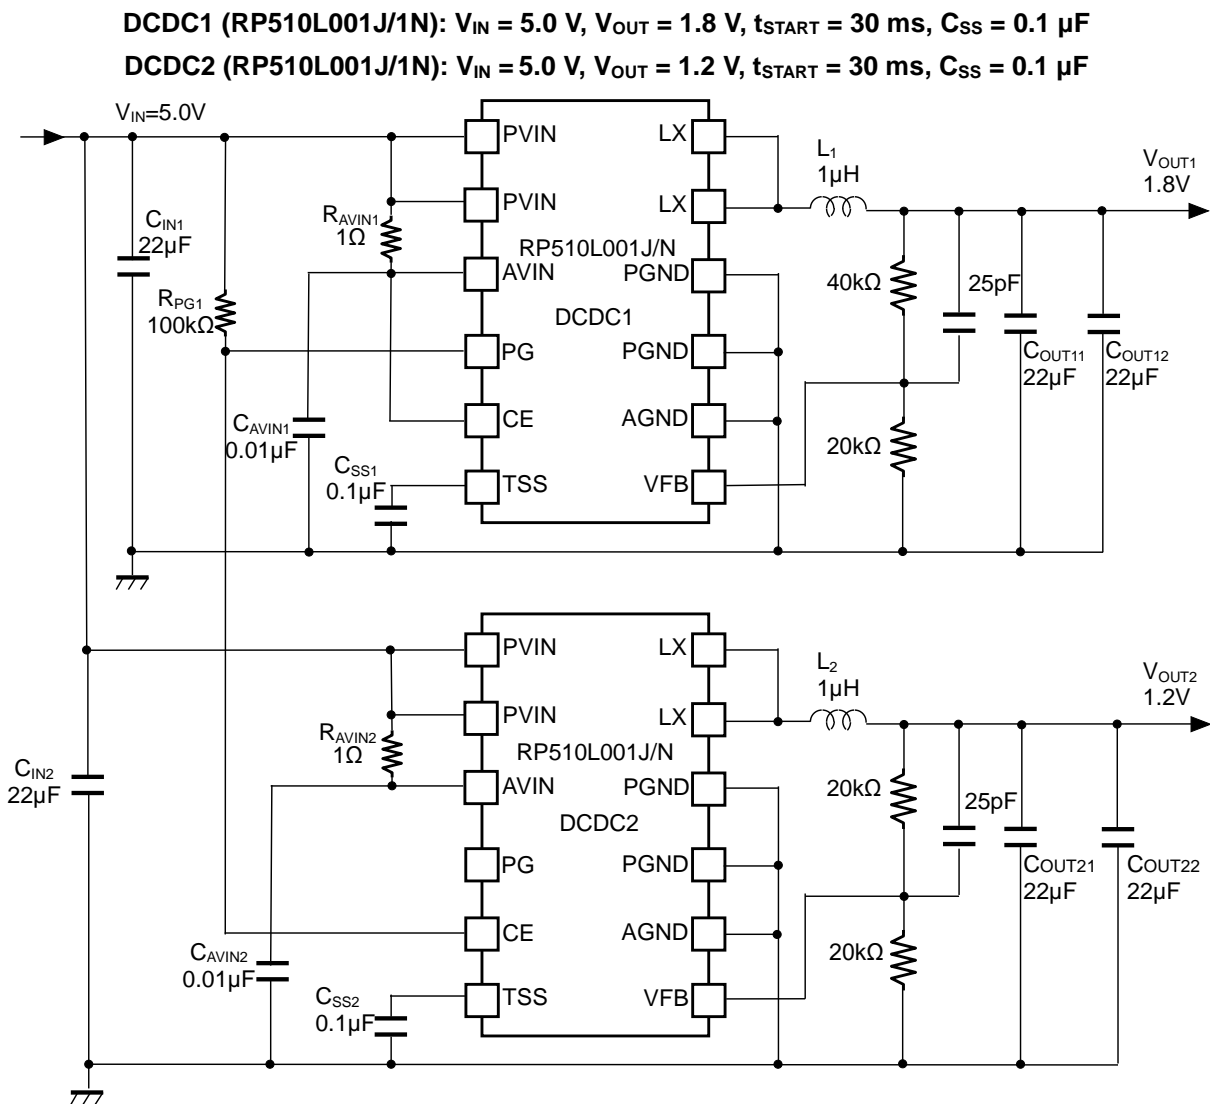 DCDC1 (RP510L001J/1N): VIN = 5.0 V, VOUT = 1.8 V, tSTART = 30 ms, CSS = 0.1 µF
DCDC2 (RP510L001J/1N): VIN = 5.0 V, VOUT = 1.2 V, tSTART = 30 ms, CSS = 0.1 µF
VIN=5.0V
PVIN
LX
L1
1µH
VOUT1
1.8V
CIN1
22µF
RAVIN1
1Ω
PVIN
LX
RP510L001J/N
AVIN
PGND
40kΩ
25pF
RPG1
100kΩ
DCDC1
PG
PGND
COUT11
22µF
COUT12
22µF
CAVIN1
0.01µF
CE
AGND
20kΩ
CSS1
0.1µF
TSS
VFB
PVIN
LX
L2
1µH
VOUT2
1.2V
RAVIN2
1Ω
PVIN
LX
RP510L001J/N
CIN2
22µF
AVIN
PGND
20kΩ
25pF
DCDC2
PG
PGND
COUT21
22µF
COUT22
22µF
CE
AGND
20kΩ
CAVIN2
0.01µF
CSS2
0.1µF
TSS
VFB